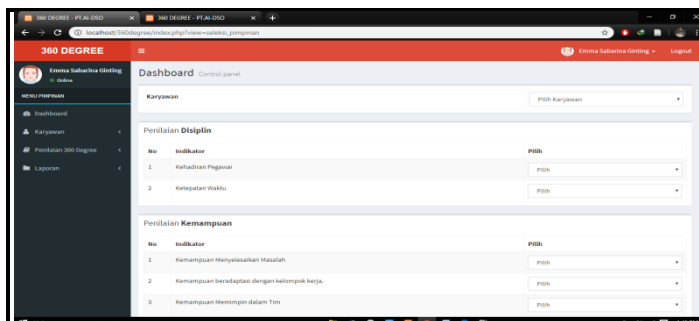 360 DEGREE - PT.AI-DSO
360 DEGREE - PT.AI-DSO
localhost/360degree/index.php?view=seleksi_pimpinan
360 DEGREE
Emma Sabarina Ginting
Logout
Emma Sabarina Ginting
Online
Dashboard Control panel
MENU PIMPINAN
Karyawan
Pilih Karyawan
Dashboard
Karyawan
Penilaian 360 Degree
Laporan
Penilaian Disiplin
No Indikator Pilih
1 Kehadiran Pegawai Pilih
2 Ketepatan Waktu Pilih
Penilaian Kemampuan
No Indikator Pilih
1 Kemampuan Menyelesaikan Masalah Pilih
2 Kemampuan beradaptasi dengan kelompok kerja. Pilih
3 Kemampuan Memimpin dalam Tim Pilih